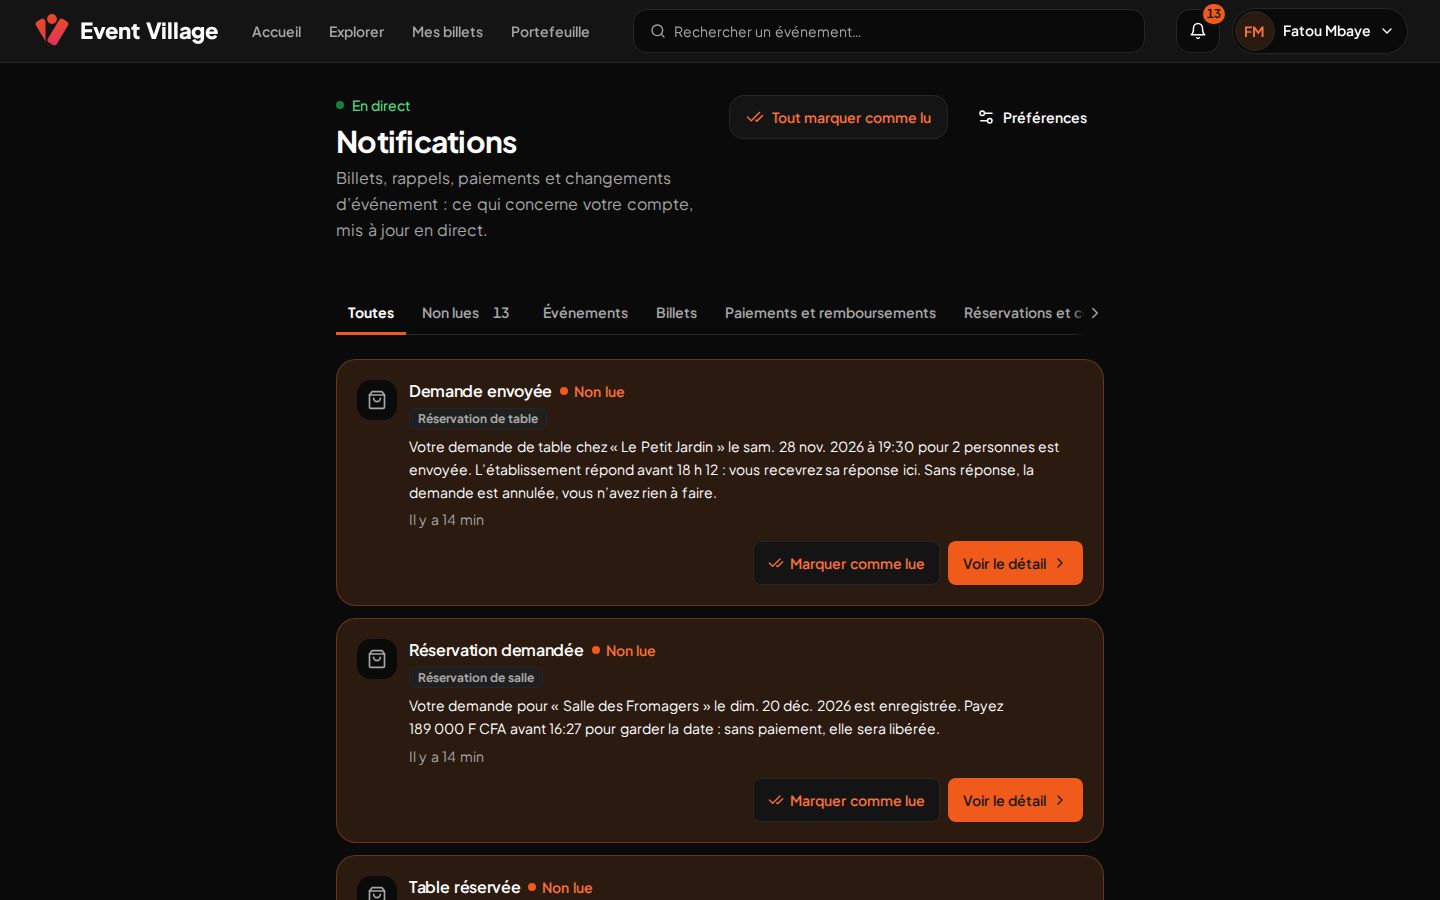 Event Village
Accueil
Explorer
Mes billets
Portefeuille
Rechercher un événement…
13
FM
Fatou Mbaye
En direct
Notifications
Billets, rappels, paiements et changements
d’événement : ce qui concerne votre compte,
mis à jour en direct.
Tout marquer comme lu
Préférences
Toutes
Non lues 13
Événements
Billets
Paiements et remboursements
Réservations et
Demande envoyée
Non lue
Réservation de table
Votre demande de table chez « Le Petit Jardin » le sam. 28 nov. 2026 à 19:30 pour 2 personnes est
envoyée. L’établissement répond avant 18 h 12 : vous recevrez sa réponse ici. Sans réponse, la
demande est annulée, vous n’avez rien à faire.
Il y a 14 min
Marquer comme lue
Voir le détail
Réservation demandée
Non lue
Réservation de salle
Votre demande pour « Salle des Fromagers » le dim. 20 déc. 2026 est enregistrée. Payez
189 000 F CFA avant 16:27 pour garder la date : sans paiement, elle sera libérée.
Il y a 14 min
Marquer comme lue
Voir le détail
Table réservée
Non lue